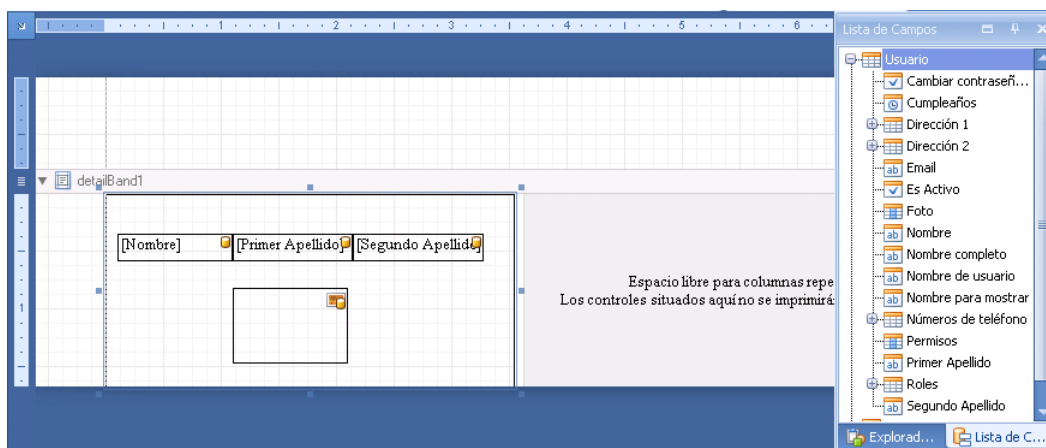 1 2 3 4 5 6
Lista de Campos
Usuario
Cambiar contraseñ...
Cumpleaños
Dirección 1
Dirección 2
Email
Es Activo
Foto
Nombre
Nombre completo
Nombre de usuario
Nombre para mostrar
Números de teléfono
Permisos
Primer Apellido
Roles
Segundo Apellido
Explorad...
Lista de C...
detailBand1
[Nombre] [Primer Apellido] [Segundo Apellido]
Espacio libre para columnas repe
Los controles situados aquí no se imprimirá
1